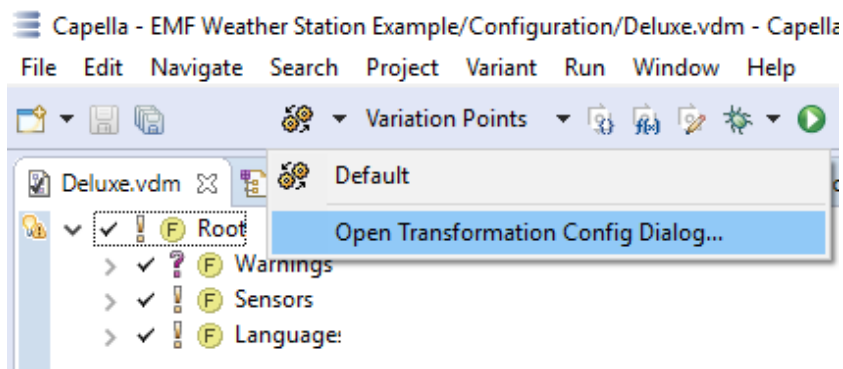 Capella - EMF Weather Station Example/Configuration/Deluxe.vdm - Capella
File Edit Navigate Search Project Variant Run Window Help
Variation Points
Deluxe.vdm
Default
Root
Open Transformation Config Dialog...
Warnings
Sensors
Languages